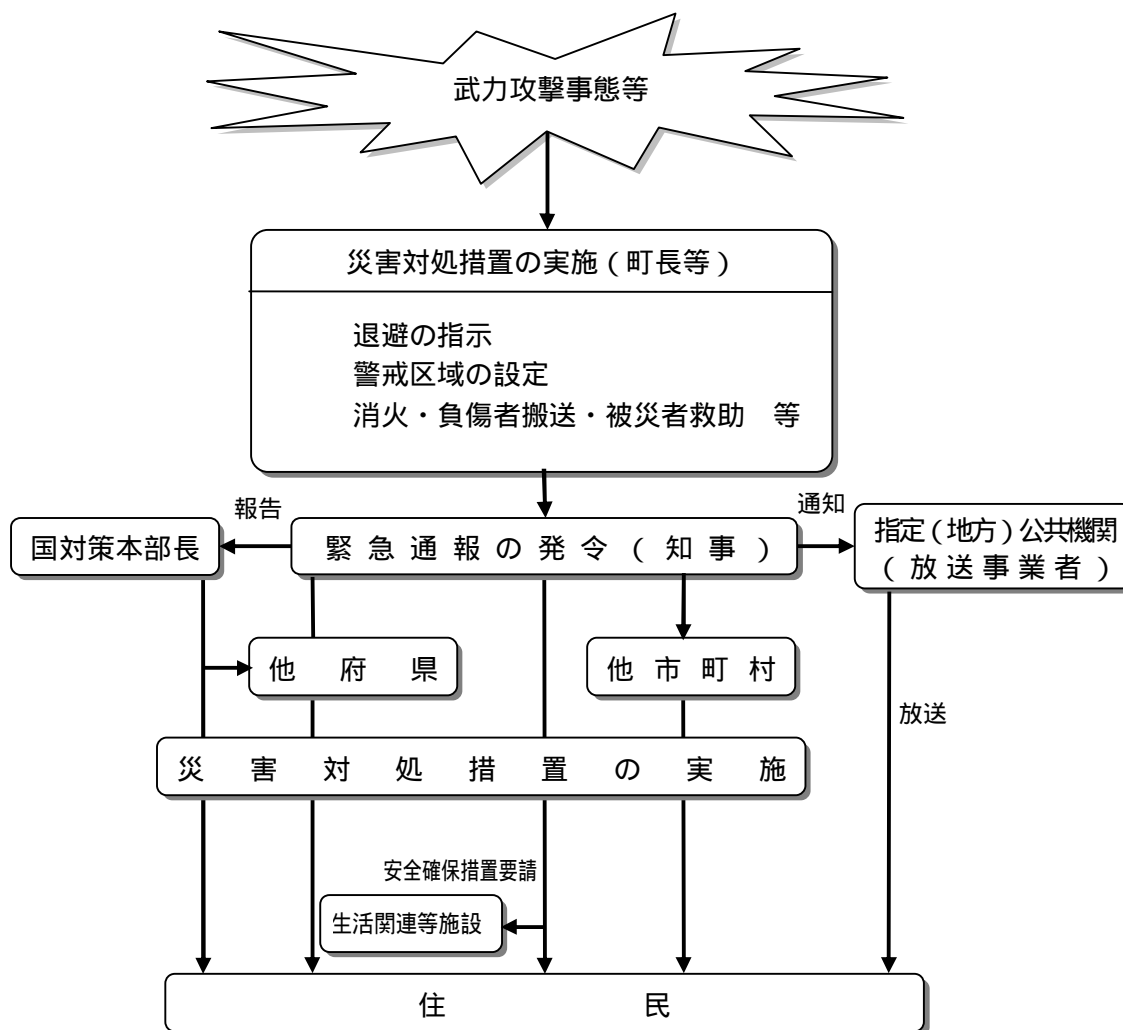 武力攻撃事態等
災害対処措置の実施(町長等)
退避の指示
警戒区域の設定
消火・負傷者搬送・被災者救助 等
報告
通知
国対策本部長
緊急通報の発令(知事)
指定(地方)公共機関
(放送事業者)
他府県
他市町村
放送
災害対処措置の実施
安全確保措置要請
生活関連等施設
住民